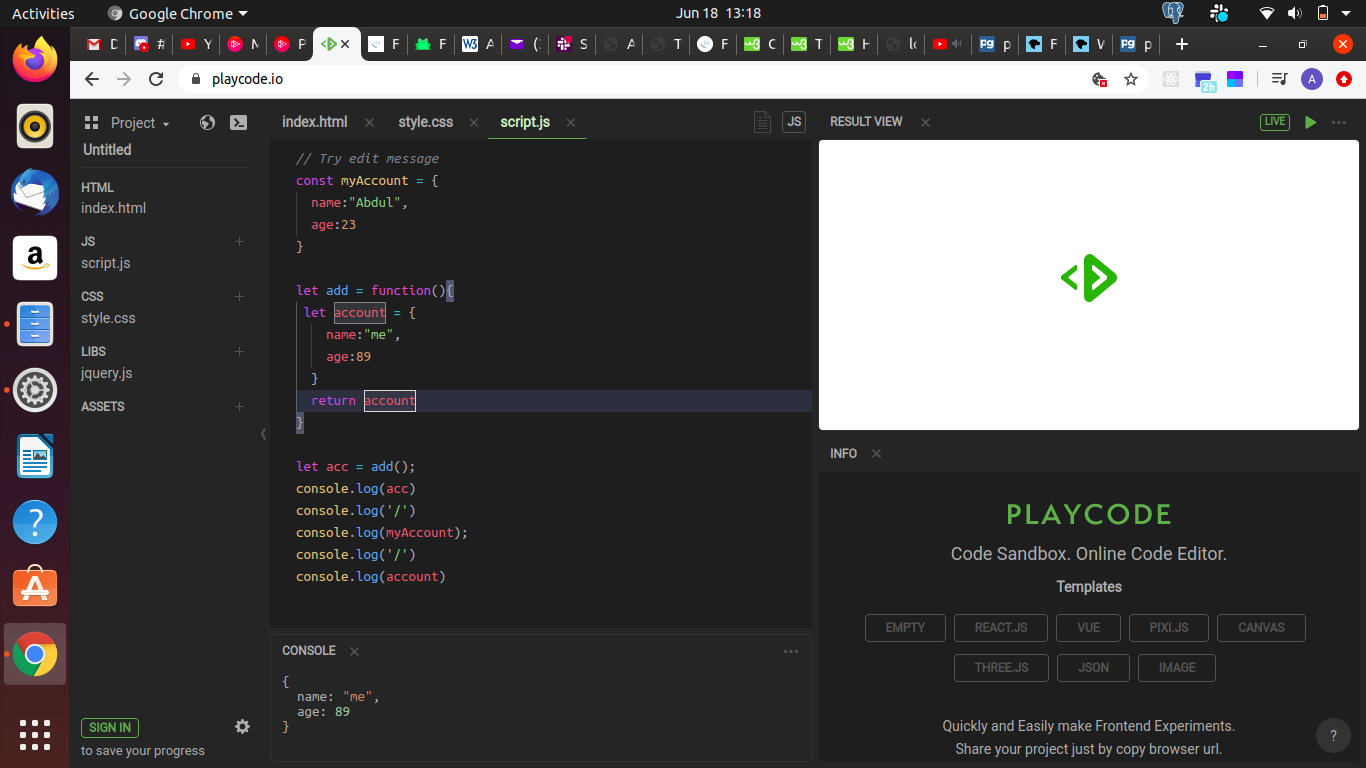 Activities Google Chrome Jun 18 13:18
D # Y N P F F A (: S A T F C T H lo P F V p
playcode.io
2h A
Project index.html style.css script.js JS RESULT VIEW LIVE
Untitled
HTML
index.html
JS
script.js
CSS
style.css
LIBS
jquery.js
ASSETS
// Try edit message
const myAccount = {
name:"Abdul",
age:23
}
let add = function(){
let account = {
name:"me",
age:89
}
return account
}
let acc = add();
console.log(acc)
console.log('/')
console.log(myAccount);
console.log('/')
console.log(account)
CONSOLE
{
name: "me",
age: 89
}
INFO
PLAYCODE
Code Sandbox. Online Code Editor.
Templates
EMPTY REACT.JS VUE PIXI.JS CANVAS
THREE.JS JSON IMAGE
Quickly and Easily make Frontend Experiments.
Share your project just by copy browser url.
?
SIGN IN
to save your progress